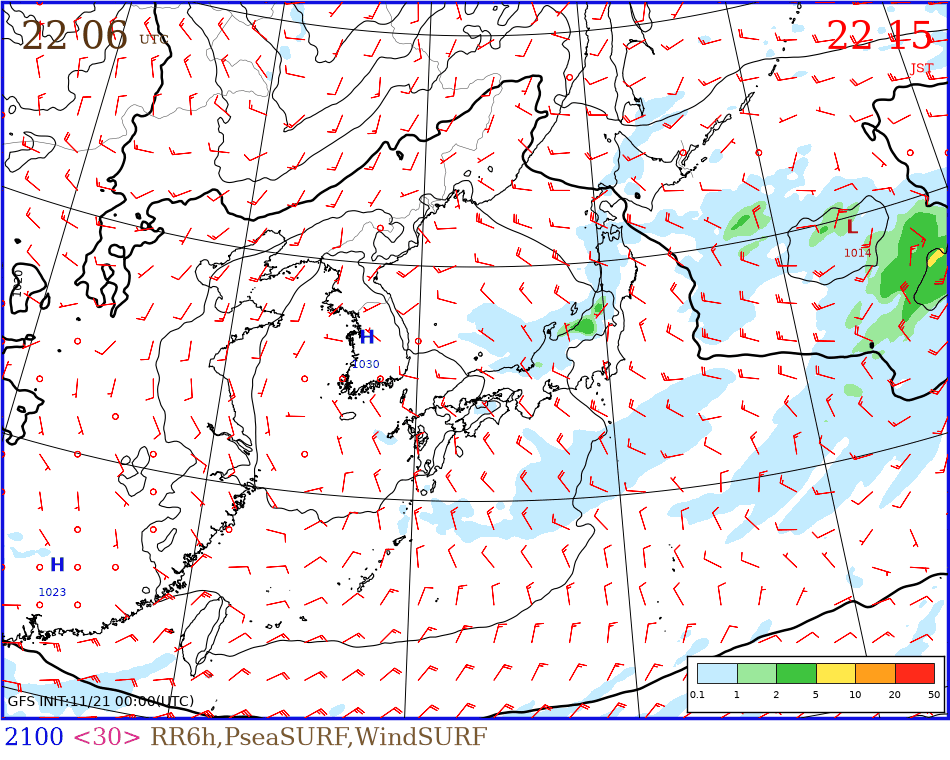 22 06 UTC
22 15
JST
L
1014
1020
H
1030
H
1023
0.1 1 2 5 10 20 50
GFS INIT:11/21 00:00(UTC)
2100 <30> RR6h,PseaSURF,WindSURF